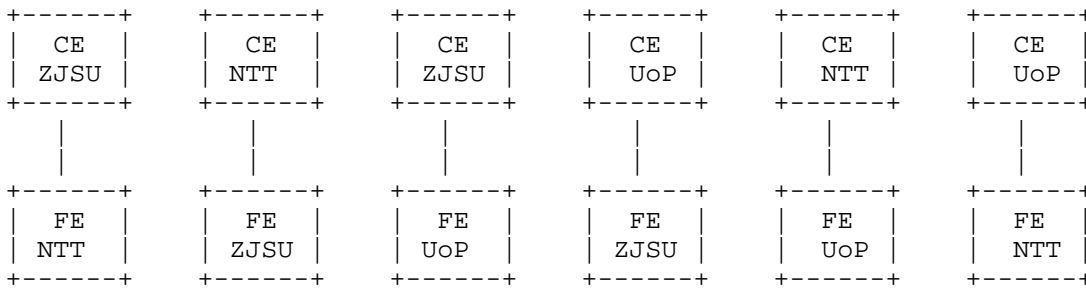 CE CE CE CE CE CE
ZJSU NTT ZJSU UoP NTT UoP
FE FE FE FE FE FE
NTT ZJSU UoP ZJSU UoP NTT